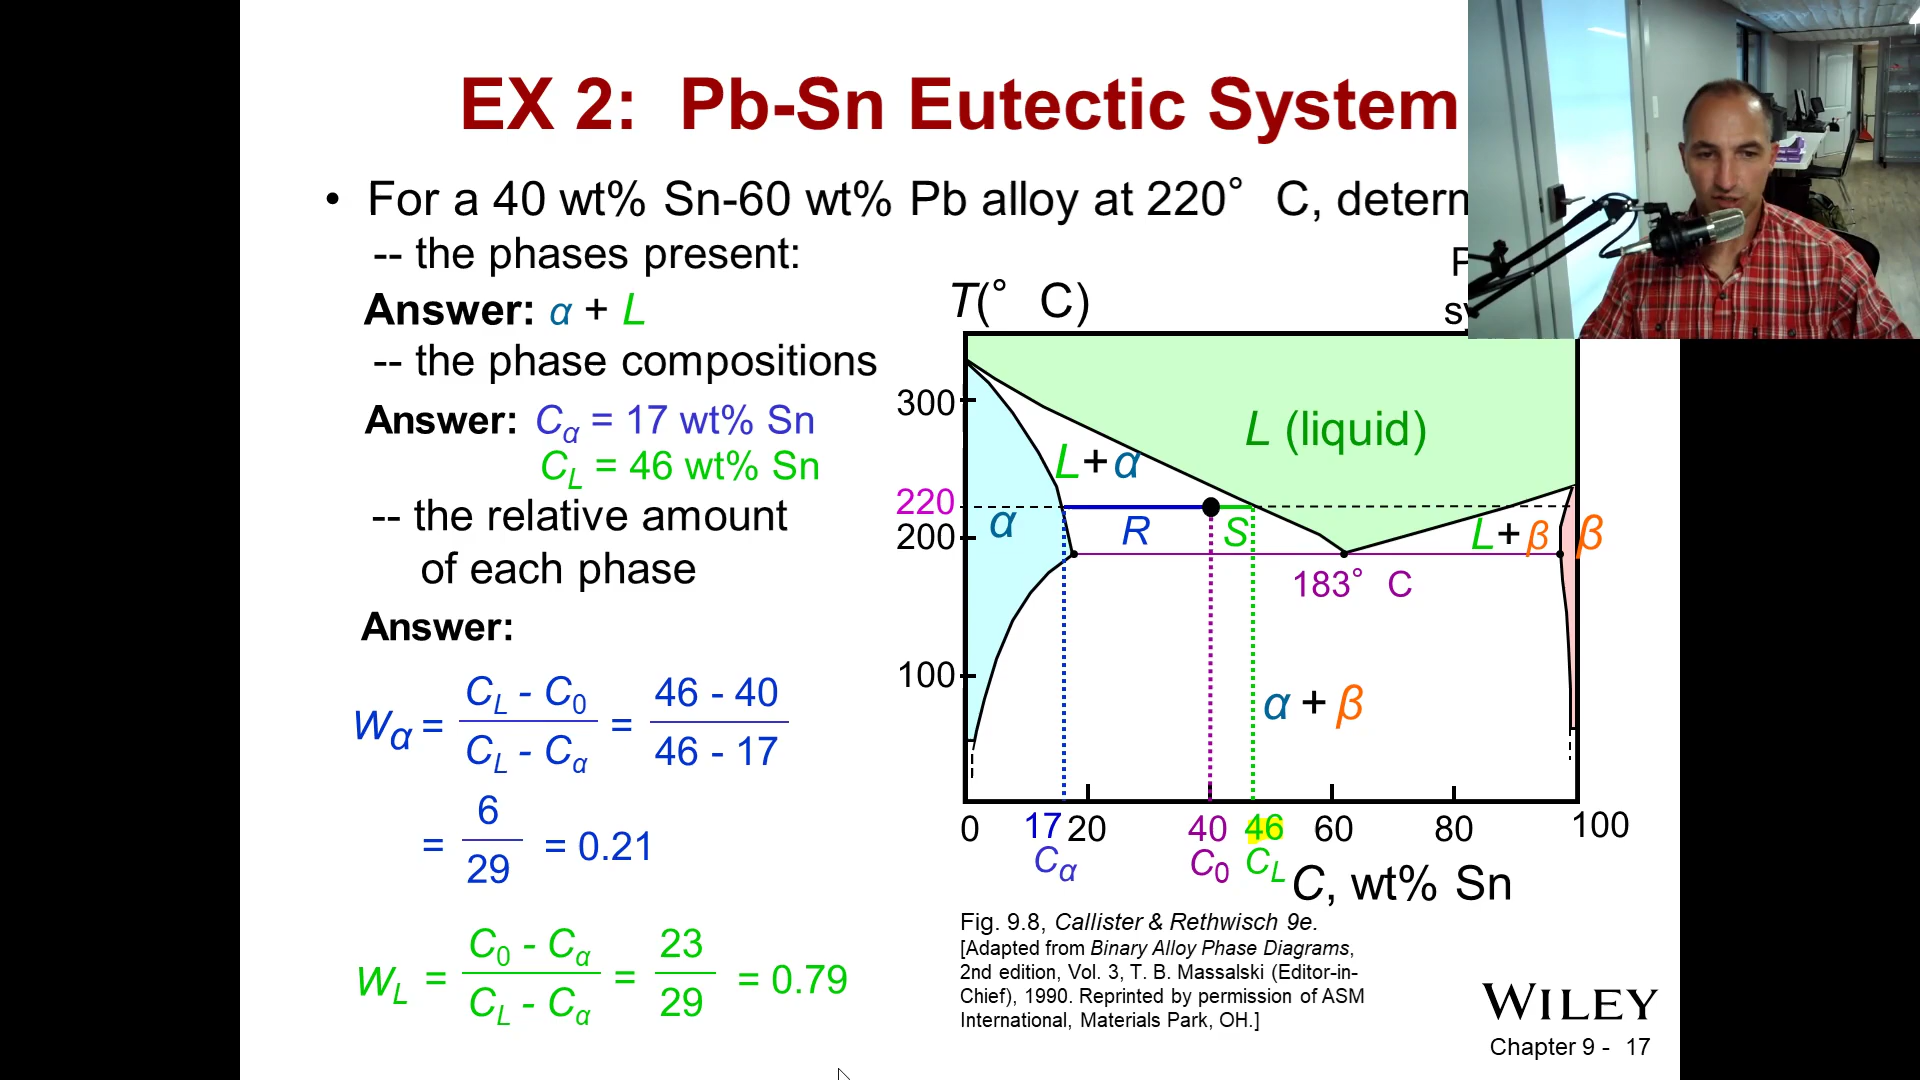 EX 2: Pb-Sn Eutectic System
• For a 40 wt% Sn-60 wt% Pb alloy at 220° C, determ
-- the phases present:
Answer: α + L
-- the phase compositions
Answer: Cα = 17 wt% Sn
CL = 46 wt% Sn
-- the relative amount
of each phase
Answer:
Wα = CL - C0 / CL - Cα = 46 - 40 / 46 - 17
= 6 / 29 = 0.21
WL = C0 - Cα / CL - Cα = 23 / 29 = 0.79
T(° C)
300
L (liquid)
L+α
220
α
R
S
200
L+β
β
183° C
100
α + β
0
17
20
40
46
60
80
100
Cα
C0
CL
C, wt% Sn
Fig. 9.8, Callister & Rethwisch 9e.
[Adapted from Binary Alloy Phase Diagrams,
2nd edition, Vol. 3, T. B. Massalski (Editor-in-
Chief), 1990. Reprinted by permission of ASM
International, Materials Park, OH.]
WILEY
Chapter 9 - 17